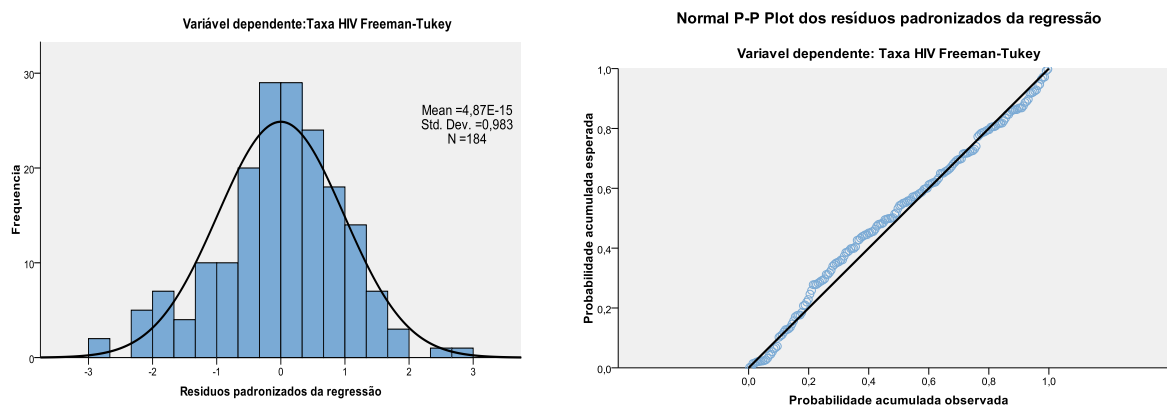 Variável dependente:Taxa HIV Freeman-Tukey
Frequencia
30
20
10
0
Mean =4,87E-15
Std. Dev. =0,983
N =184
-3 -2 -1 0 1 2 3
Residuos padronizados da regressão
Normal P-P Plot dos resíduos padronizados da regressão
Variavel dependente: Taxa HIV Freeman-Tukey
Probabilidade acumulada esperada
1,0
0,8
0,6
0,4
0,2
0,0
0,0 0,2 0,4 0,6 0,8 1,0
Probabilidade acumulada observada